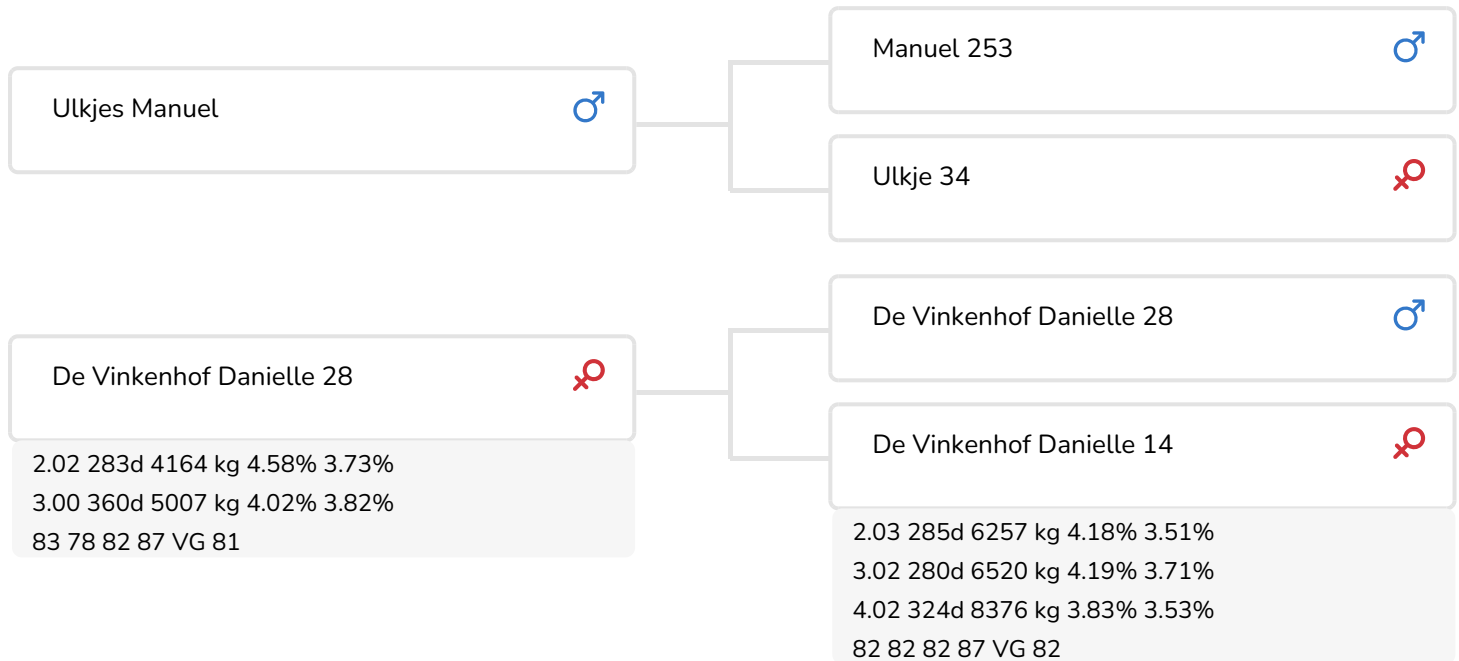 Ulkjes Manuel
Manuel 253
Ulkje 34
De Vinkenhof Danielle 28
2.02 283d 4164 kg 4.58% 3.73%
3.00 360d 5007 kg 4.02% 3.82%
83 78 82 87 VG 81
De Vinkenhof Danielle 28
De Vinkenhof Danielle 14
2.03 285d 6257 kg 4.18% 3.51%
3.02 280d 6520 kg 4.19% 3.71%
4.02 324d 8376 kg 3.83% 3.53%
82 82 82 87 VG 82